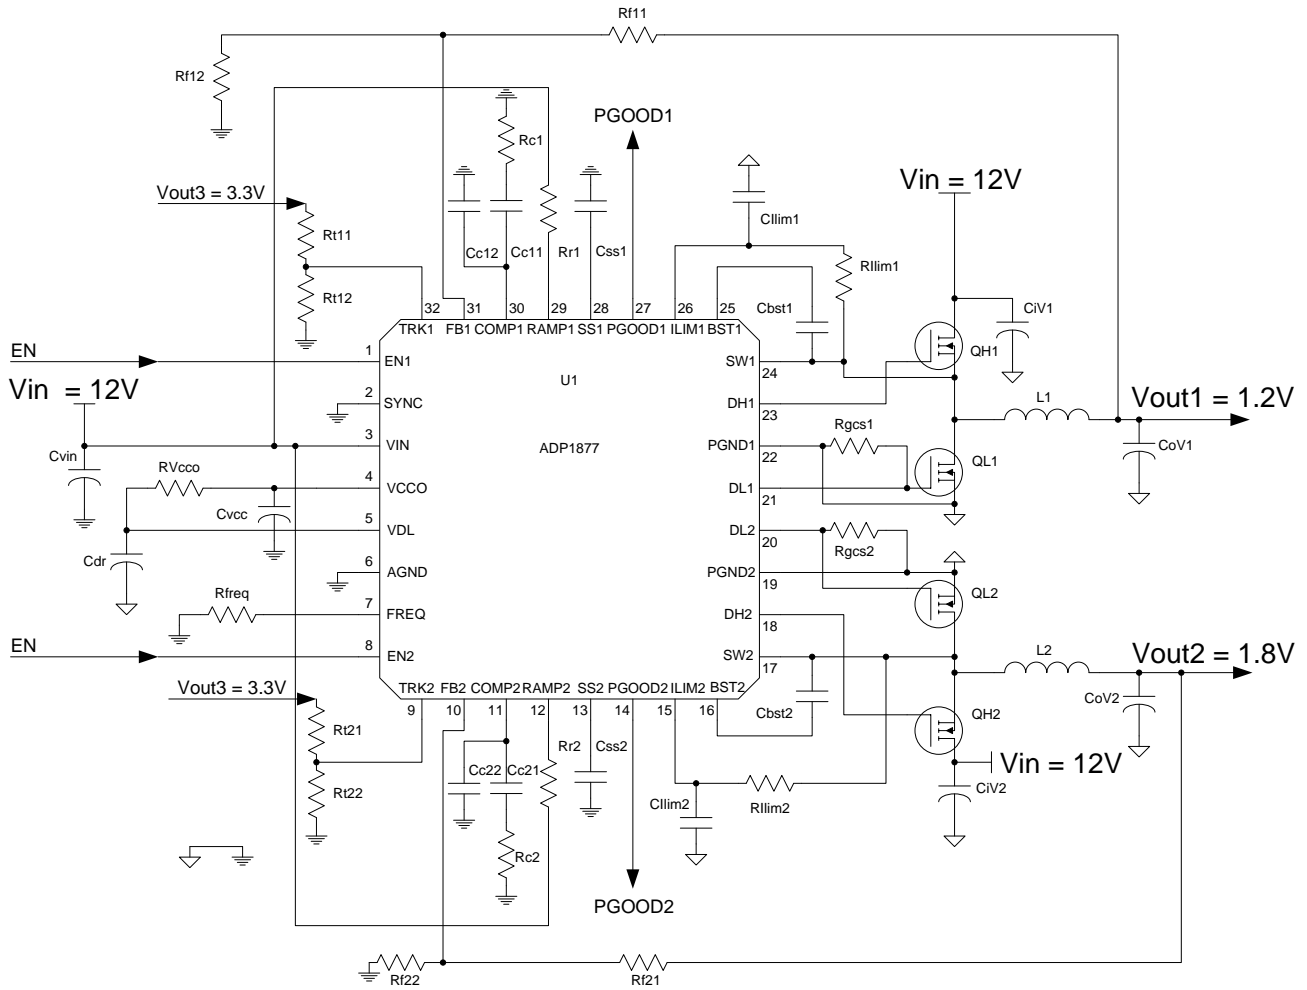 Rf11
Rf12
PGOOD1
Rc1
Vout3 = 3.3V
Vin = 12V
CIlim1
Rt11
Cc12
Cc11
Rr1
Css1
RIlim1
Rt12
Cbst1
CiV1
32 31 30 29 28 27 26 25
TRK1 FB1 COMP1 RAMP1 SS1 PGOOD1 ILIM1 BST1
EN
1
EN1
SW1
24
QH1
U1
Vin = 12V
2
SYNC
DH1
23
L1
Vout1 = 1.2V
Rgcs1
3
VIN
ADP1877
PGND1
22
CoV1
Cvin
RVcco
QL1
4
VCCO
DL1
21
Cvcc
5
VDL
DL2
20
Cdr
Rgcs2
6
AGND
PGND2
19
QL2
Rfreq
7
FREQ
DH2
18
EN
8
EN2
SW2
17
L2
Vout2 = 1.8V
Vout3 = 3.3V
TRK2 FB2 COMP2 RAMP2 SS2 PGOOD2 ILIM2 BST2
9 10 11 12 13 14 15 16
Cbst2
CoV2
QH2
Rt21
Rr2
Css2
Cc22
Cc21
Vin = 12V
Rt22
RIlim2
CiV2
CIlim2
Rc2
PGOOD2
Rf22
Rf21